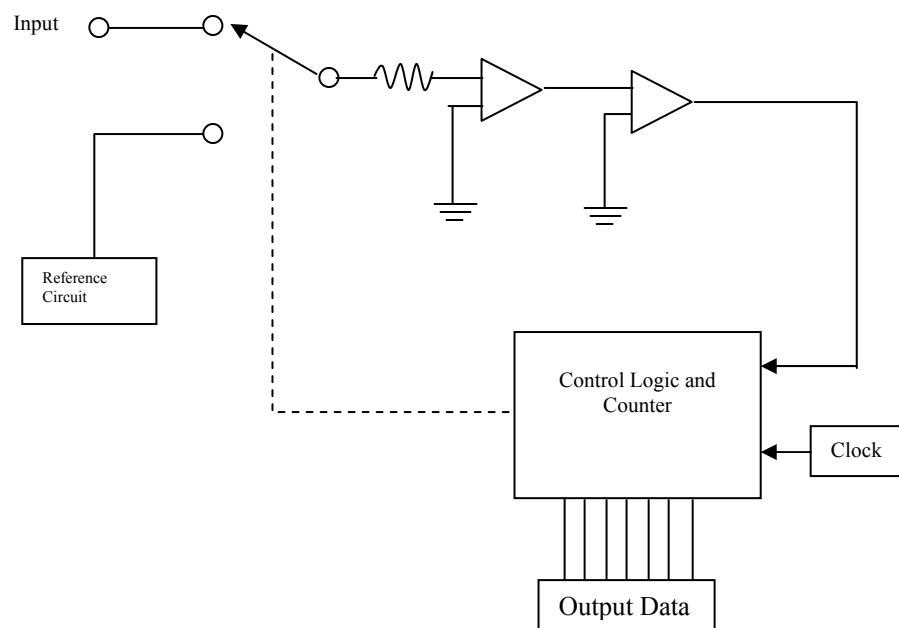 Input
Reference
Circuit
Control Logic and
Counter
Clock
Output Data